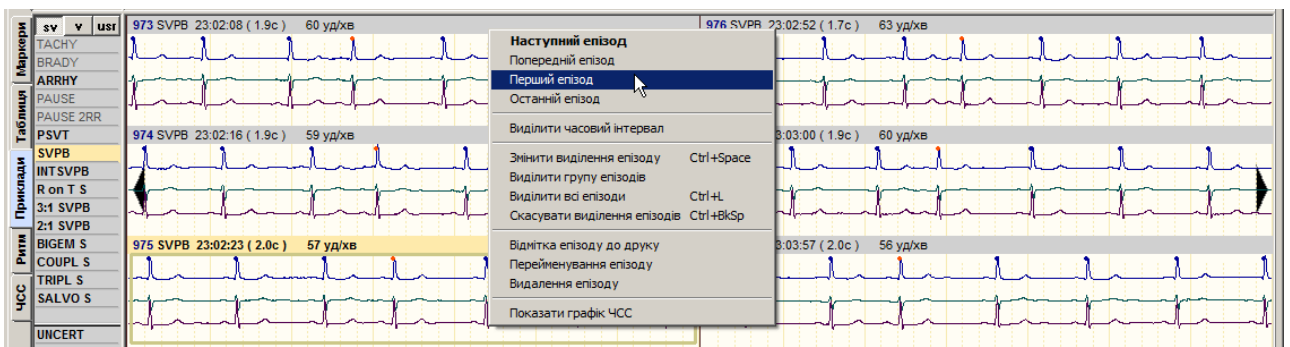 Маркери
Таблиця
Приклади
Ритм
ЧСС
sv v usr
TACHY
BRADY
ARRHY
PAUSE
PAUSE 2RR
PSVT
SVPB
INTSVPB
R on T S
3:1 SVPB
2:1 SVPB
BIGEM S
COUPL S
TRIPL S
SALVO S
UNCERT
973 SVPB 23:02:08 ( 1.9с ) 60 уд/хв
976 SVPB 23:02:52 ( 1.7с ) 63 уд/хв
974 SVPB 23:02:16 ( 1.9с ) 59 уд/хв
3:03:00 ( 1.9с ) 60 уд/хв
975 SVPB 23:02:23 ( 2.0с ) 57 уд/хв
3:03:57 ( 2.0с ) 56 уд/хв
Наступний епізод
Попередній епізод
Перший епізод
Останній епізод
Виділити часовий інтервал
Змінити виділення епізоду Ctrl+Space
Виділити групу епізодів
Виділити всі епізоди Ctrl+L
Скасувати виділення епізодів Ctrl+BkSp
Відмітка епізоду до друку
Перейменування епізоду
Видалення епізоду
Показати графік ЧСС